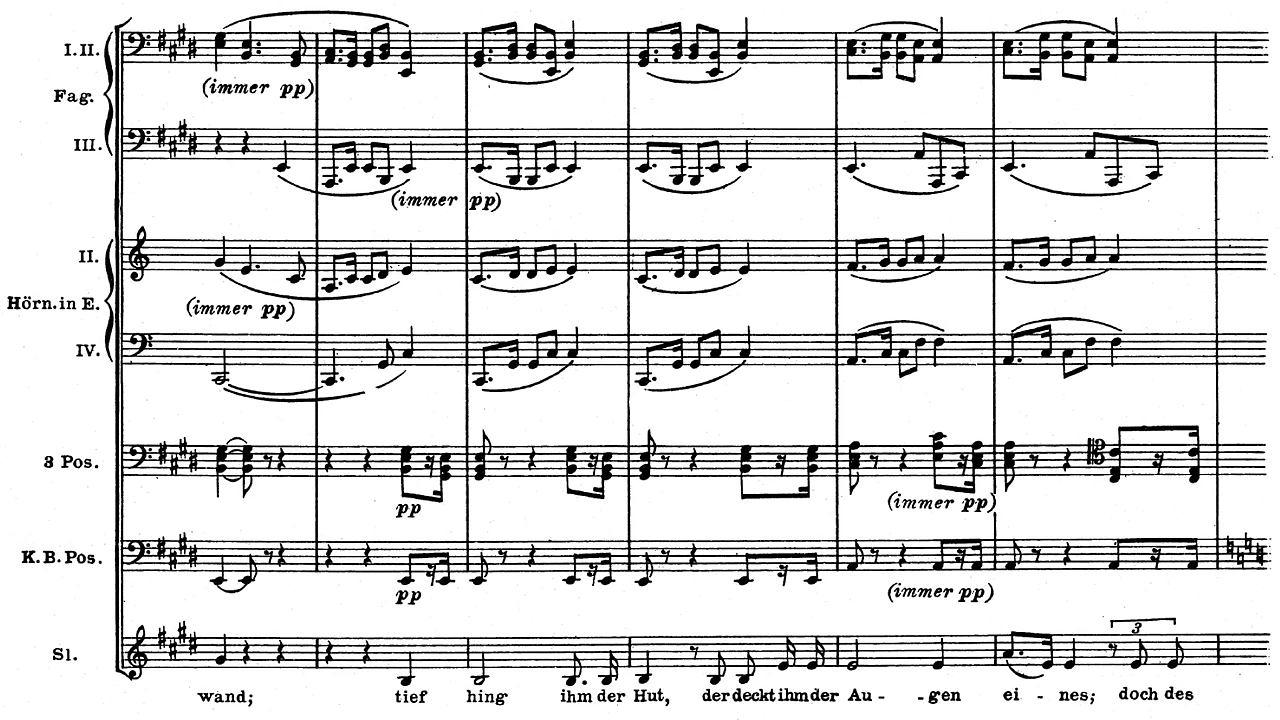 I. II.
(immer pp)
Fag.
III.
(immer pp)
II.
(immer pp)
Hörn. in E.
IV.
3 Pos.
pp
(immer pp)
K.B. Pos.
pp
(immer pp)
3
Sl.
wand; tief hing ihm der Hut, der deckt ihm der Au - - gen ei - nes; doch des